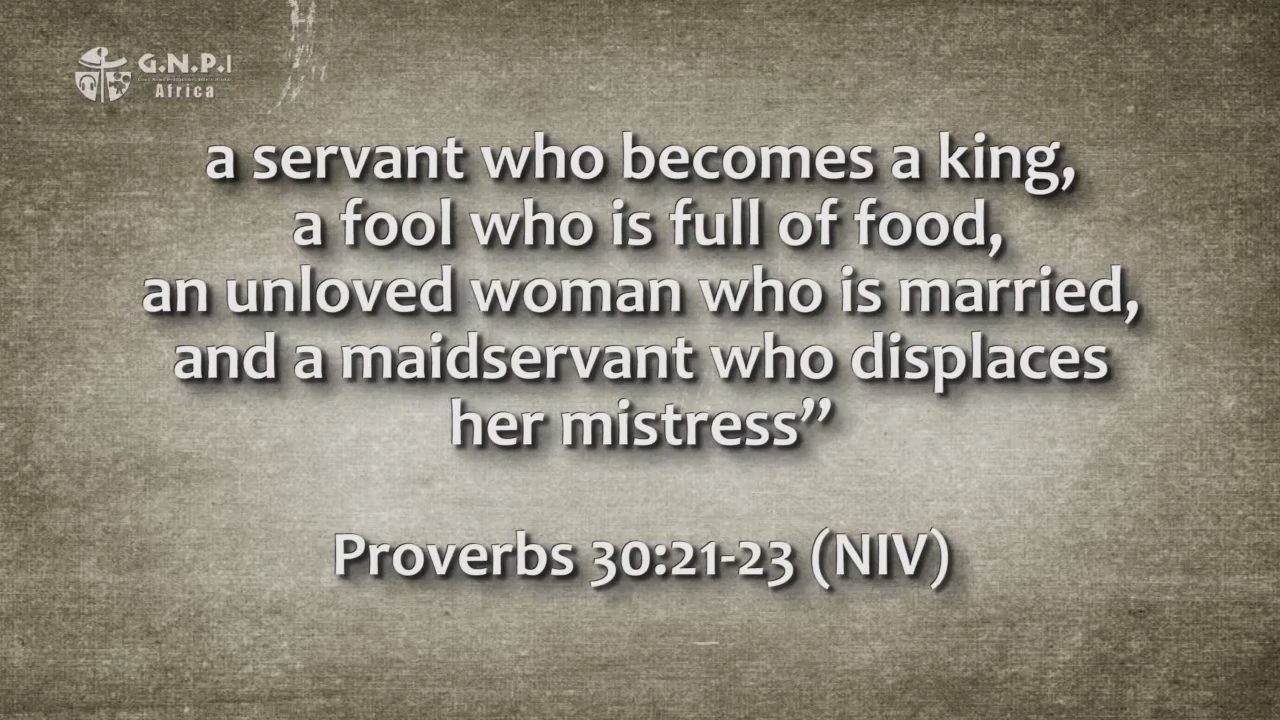 G.N.P.I
Africa
a servant who becomes a king,
a fool who is full of food,
an unloved woman who is married,
and a maidservant who displaces
her mistress”
Proverbs 30:21-23 (NIV)